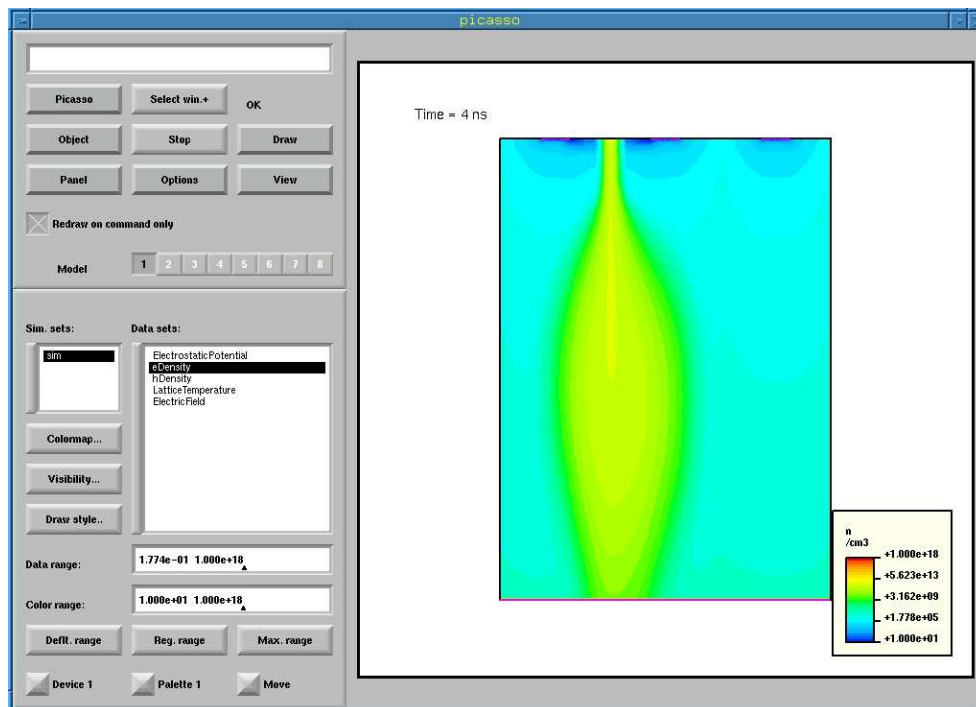 picasso
Picasso
Select win.+
OK
Object
Stop
Draw
Panel
Options
View
Redraw on command only
Model
1 2 3 4 5 6 7 8
Sim. sets:
Data sets:
sim
ElectrostaticPotential
eDensity
hDensity
LatticeTemperature
ElectricField
Colormap...
Visibility...
Draw style..
Data range:
1.774e-01 1.000e+18
Color range:
1.000e+01 1.000e+18
Deflt. range
Reg. range
Max. range
Device 1
Palette 1
Move
Time = 4 ns
n
/cm3
+1.000e+18
+5.623e+13
+3.162e+09
+1.778e+05
+1.000e+01